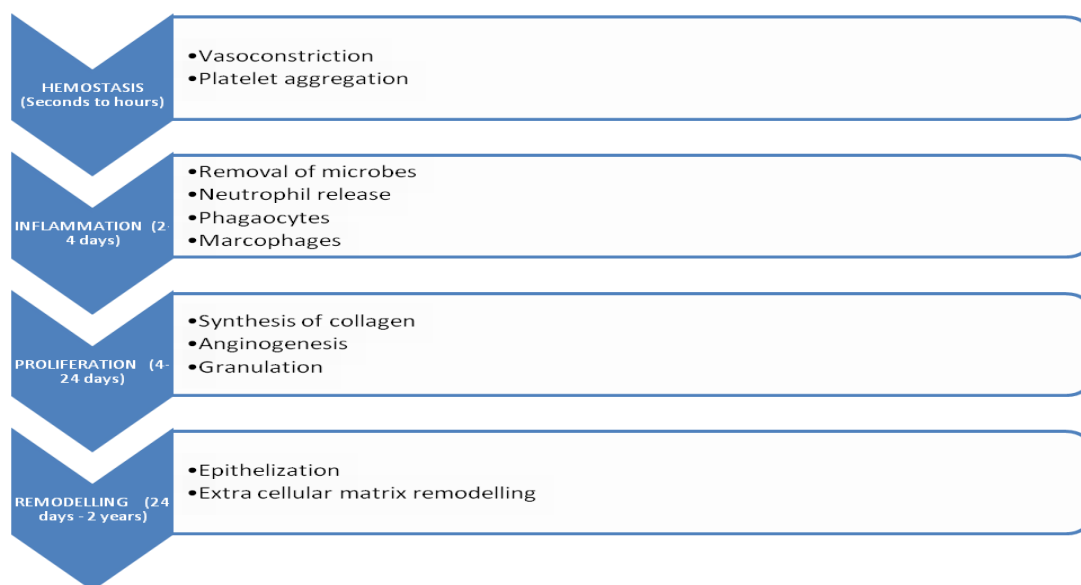 HEMOSTASIS
(Seconds to hours)
•Vasoconstriction
•Platelet aggregation
INFLAMMATION (2-
4 days)
•Removal of microbes
•Neutrophil release
•Phagaocytes
•Marcophages
PROLIFERATION (4-
24 days)
•Synthesis of collagen
•Anginogenesis
•Granulation
REMODELLING (24
days - 2 years)
•Epithelization
•Extra cellular matrix remodelling